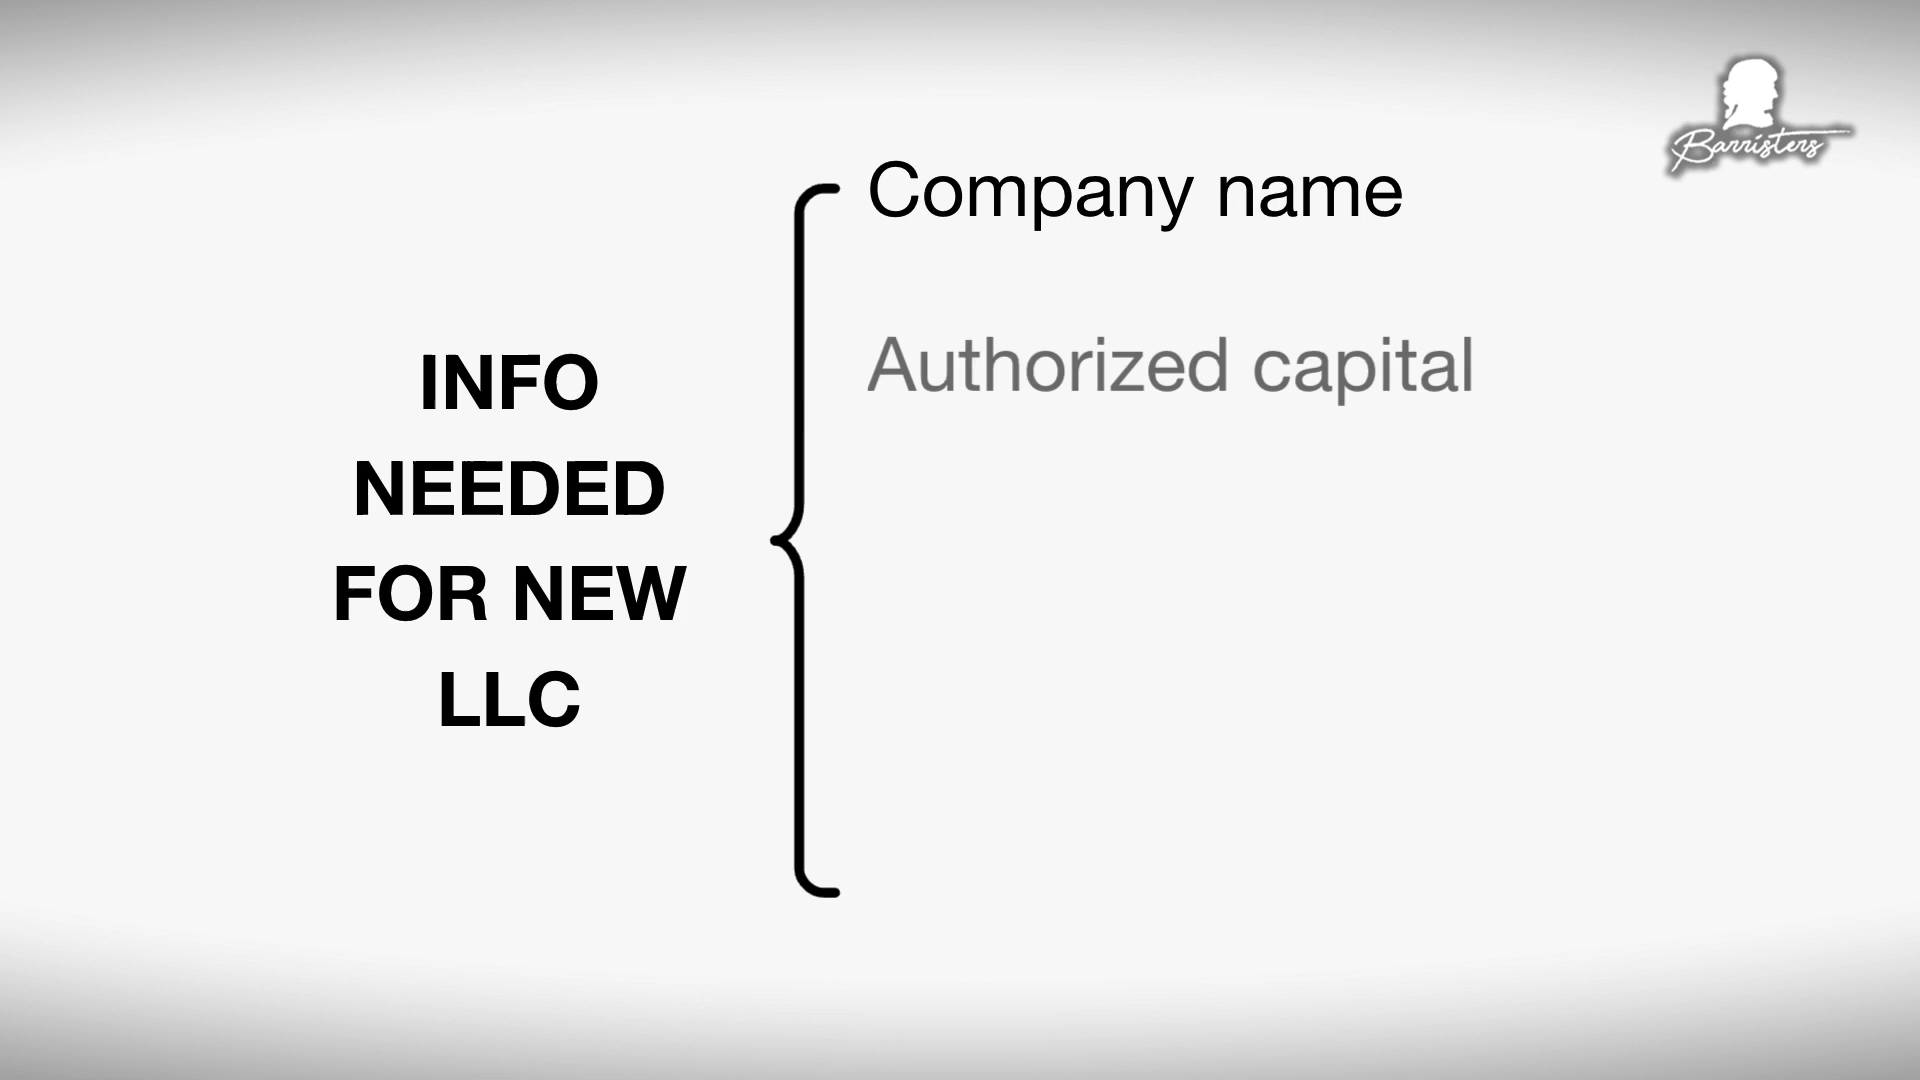 INFO
NEEDED
FOR NEW
LLC
Company name
Authorized capital
Barristers